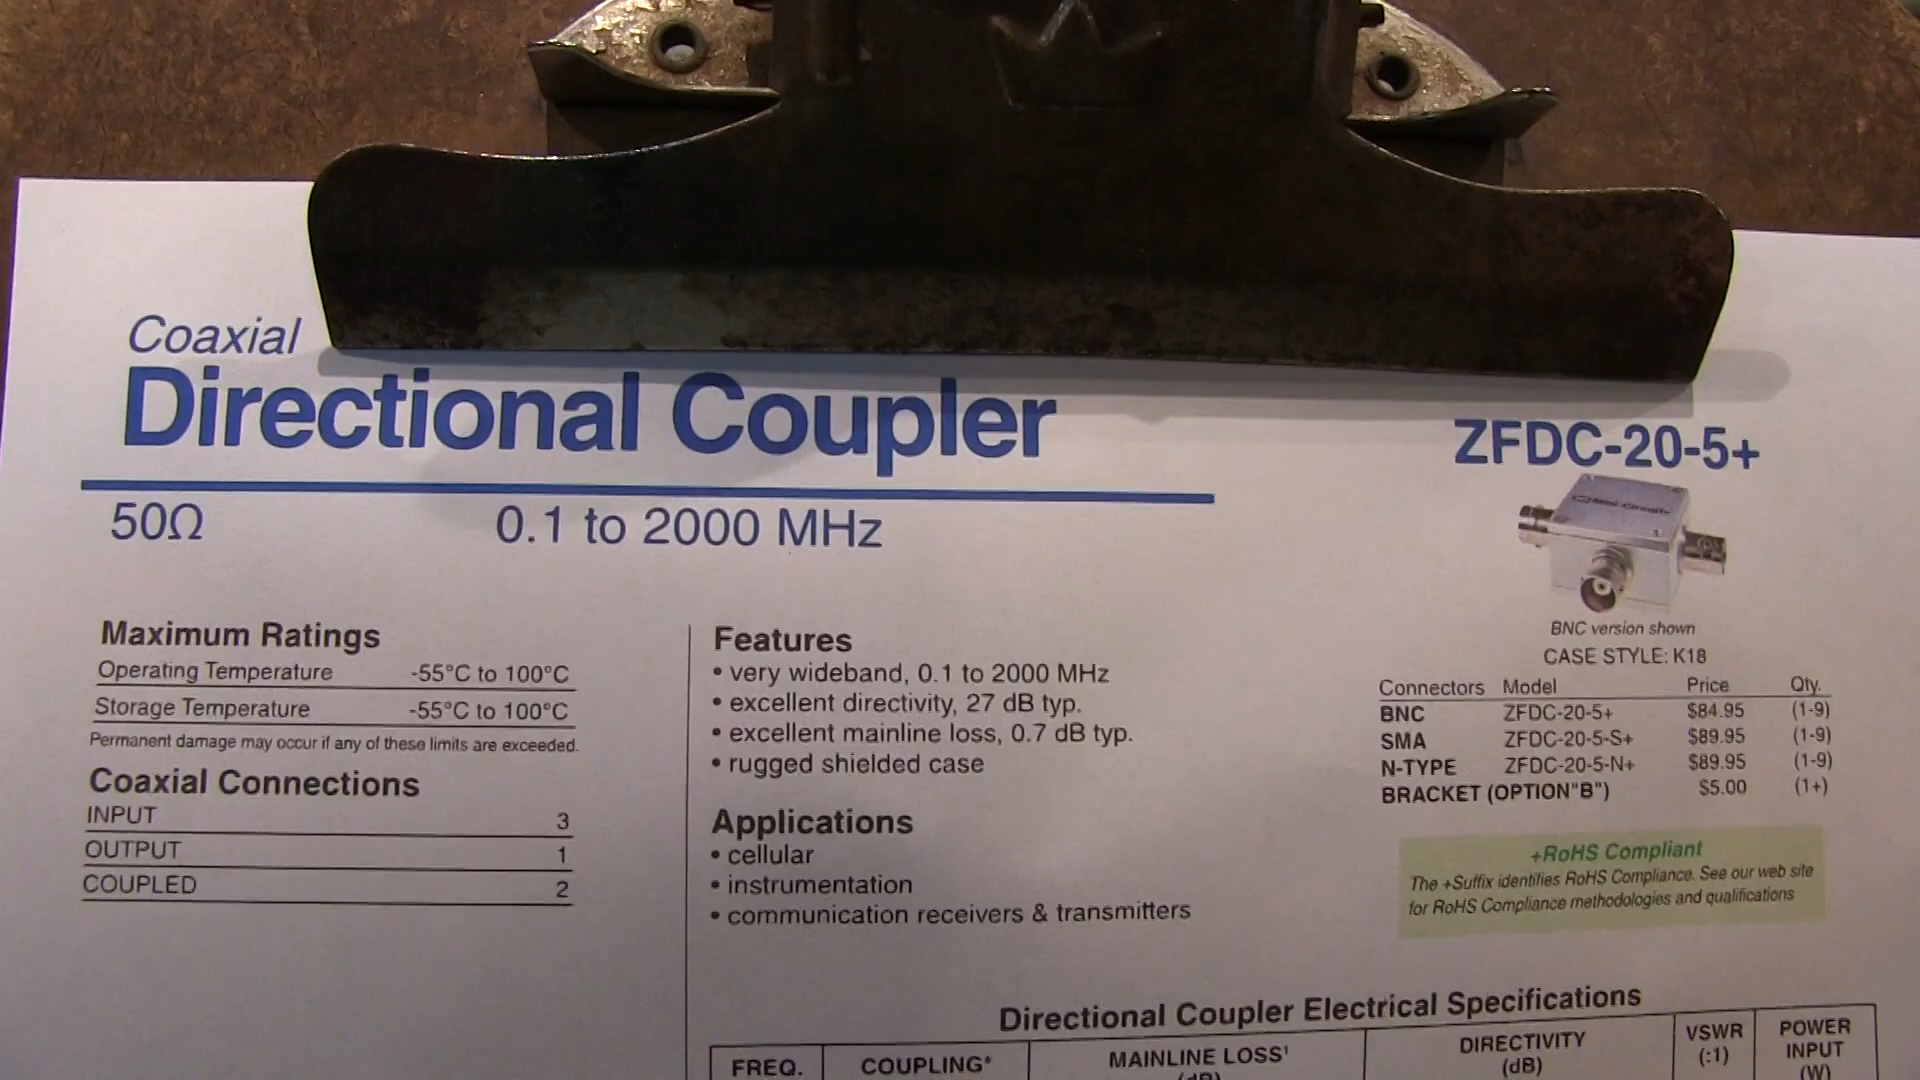 Coaxial
Directional Coupler
50Ω 0.1 to 2000 MHz
ZFDC-20-5+
Mini-Circuits
BNC version shown
CASE STYLE: K18
Connectors Model Price Qty.
BNC ZFDC-20-5+ $84.95 (1-9)
SMA ZFDC-20-5-S+ $89.95 (1-9)
N-TYPE ZFDC-20-5-N+ $89.95 (1-9)
BRACKET (OPTION"B") $5.00 (1+)
+RoHS Compliant
The +Suffix identifies RoHS Compliance. See our web site
for RoHS Compliance methodologies and qualifications
Maximum Ratings
Operating Temperature -55°C to 100°C
Storage Temperature -55°C to 100°C
Permanent damage may occur if any of these limits are exceeded.
Coaxial Connections
INPUT 3
OUTPUT 1
COUPLED 2
Features
• very wideband, 0.1 to 2000 MHz
• excellent directivity, 27 dB typ.
• excellent mainline loss, 0.7 dB typ.
• rugged shielded case
Applications
• cellular
• instrumentation
• communication receivers & transmitters
Directional Coupler Electrical Specifications
FREQ. COUPLING* MAINLINE LOSS¹ DIRECTIVITY VSWR POWER
(dB) (dB) (:1) INPUT
(W)